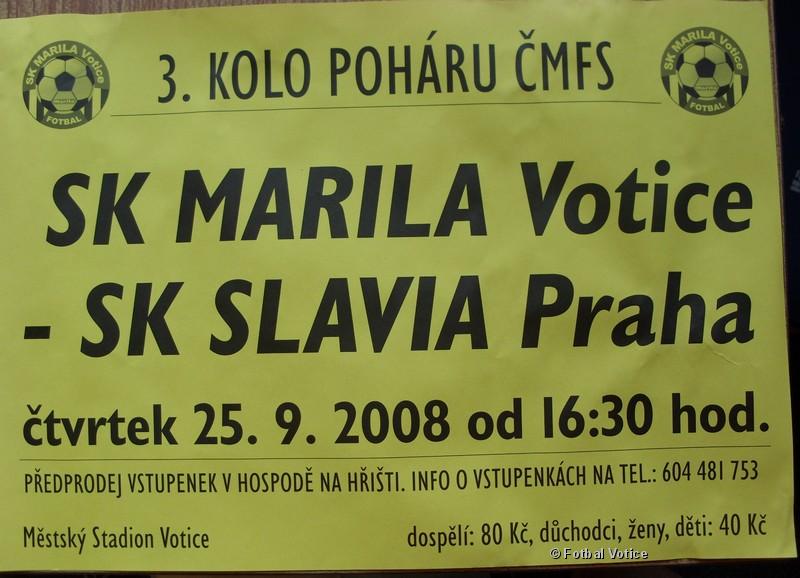 SK MARILA Votice
FOTBAL
3. KOLO POHÁRU ČMFS
SK MARILA Votice
FOTBAL
SK MARILA Votice
- SK SLAVIA Praha
čtvrtek 25. 9. 2008 od 16:30 hod.
PŘEDPRODEJ VSTUPENEK V HOSPODĚ NA HŘIŠTI. INFO O VSTUPENKÁCH NA TEL.: 604 481 753
Městský Stadion Votice
dospělí: 80 Kč, důchodci, ženy, děti: 40 Kč
© Fotbal Votice